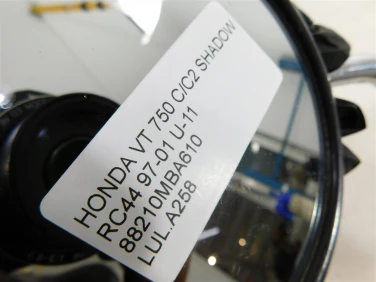 HONDA VT 750 C/C2 SHADOW
RC44 97-01 U-11
88210MBA610
LUL.A258